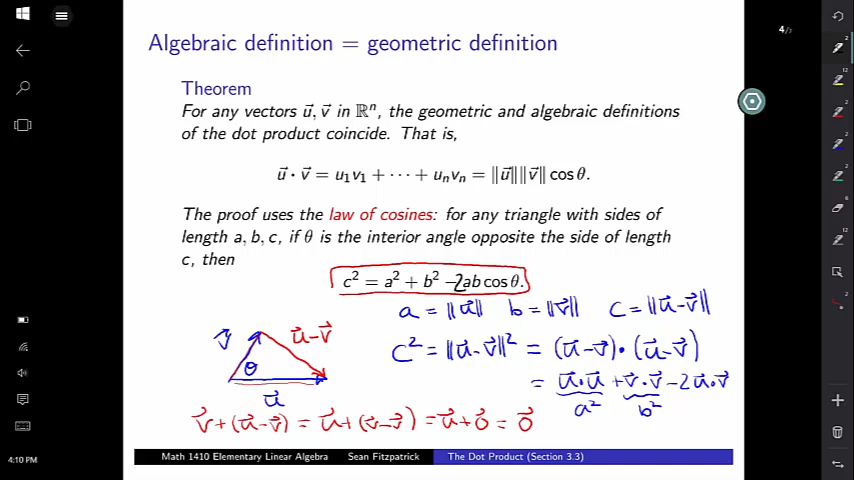 4/7
Algebraic definition = geometric definition
Theorem
For any vectors u⃗, v⃗ in ℝⁿ, the geometric and algebraic definitions
of the dot product coincide. That is,
u⃗ · v⃗ = u₁v₁ + ··· + uₙvₙ = ‖u⃗‖‖v⃗‖ cos θ.
The proof uses the law of cosines: for any triangle with sides of
length a, b, c, if θ is the interior angle opposite the side of length
c, then
c² = a² + b² − 2ab cos θ.
a = ‖u⃗‖ b = ‖v⃗‖ c = ‖u⃗−v⃗‖
v⃗ u⃗−v⃗
θ
u⃗
c² = ‖u⃗−v⃗‖² = (u⃗−v⃗)•(u⃗−v⃗)
= u⃗•u⃗ + v⃗•v⃗ − 2u⃗•v⃗
a² b²
v⃗+(u⃗−v⃗) = u⃗+(v⃗−v⃗) = u⃗+0⃗ = 0⃗
Math 1410 Elementary Linear Algebra Sean Fitzpatrick The Dot Product (Section 3.3)
4:10 PM